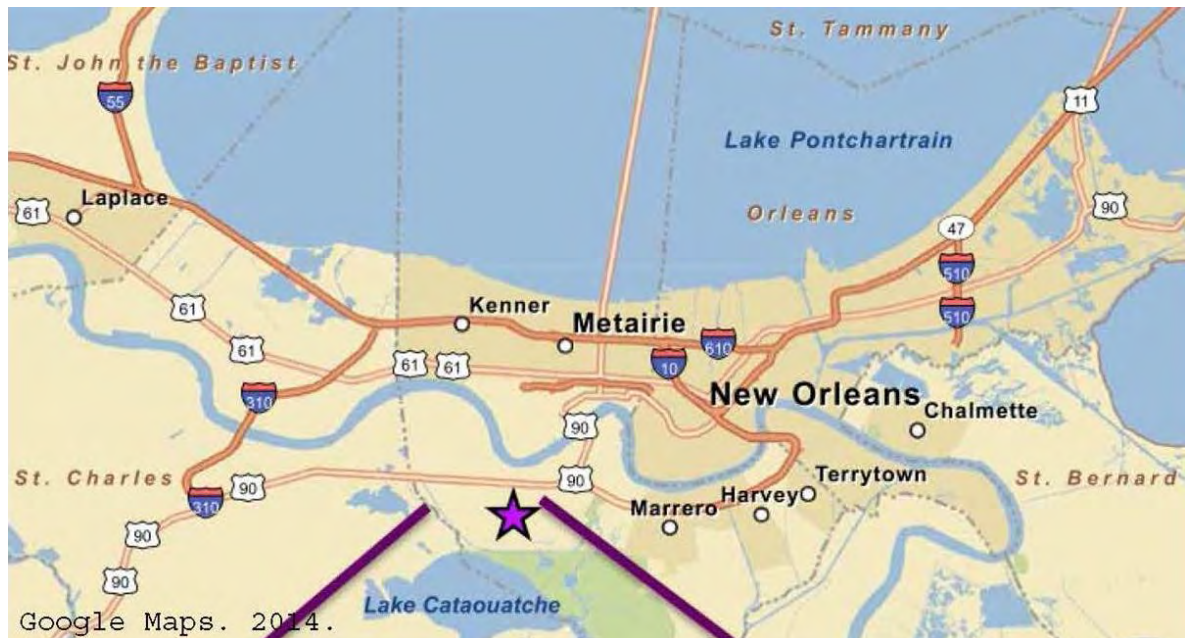 St. Tammany
St. John the Baptist
55
11
Lake Pontchartrain
Laplace
61
90
Orleans
47
510
61
Kenner
510
Metairie
610
61
61
61
10
310
New Orleans
Chalmette
90
St. Charles
90
90
Terrytown
St. Bernard
310
Marrero
Harvey
90
90
Lake Cataouatche
Google Maps. 2014.